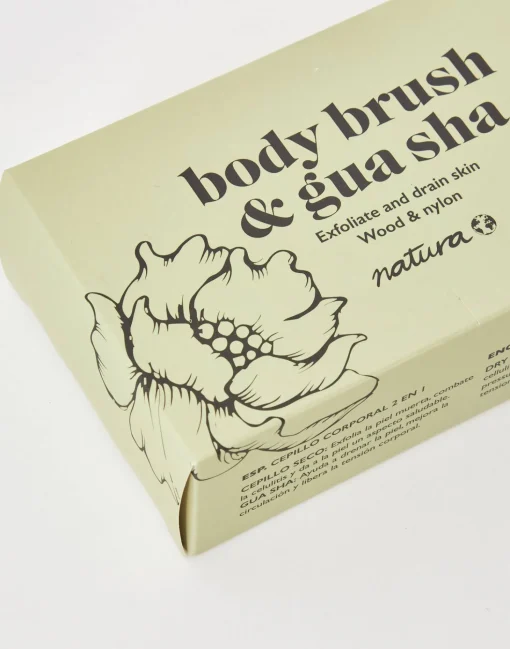 body brush
& gua sha
Exfoliate and drain skin
Wood & nylon
natura
ESP. CEPILLO CORPORAL 2 EN 1
CEPILLO SECO: Exfolia la piel muerta, combate
la celulitis y da a la piel un aspecto saludable.
GUA SHA: Ayuda a drenar la piel, mejora la
circulación y libera la tensión corporal.
DRY